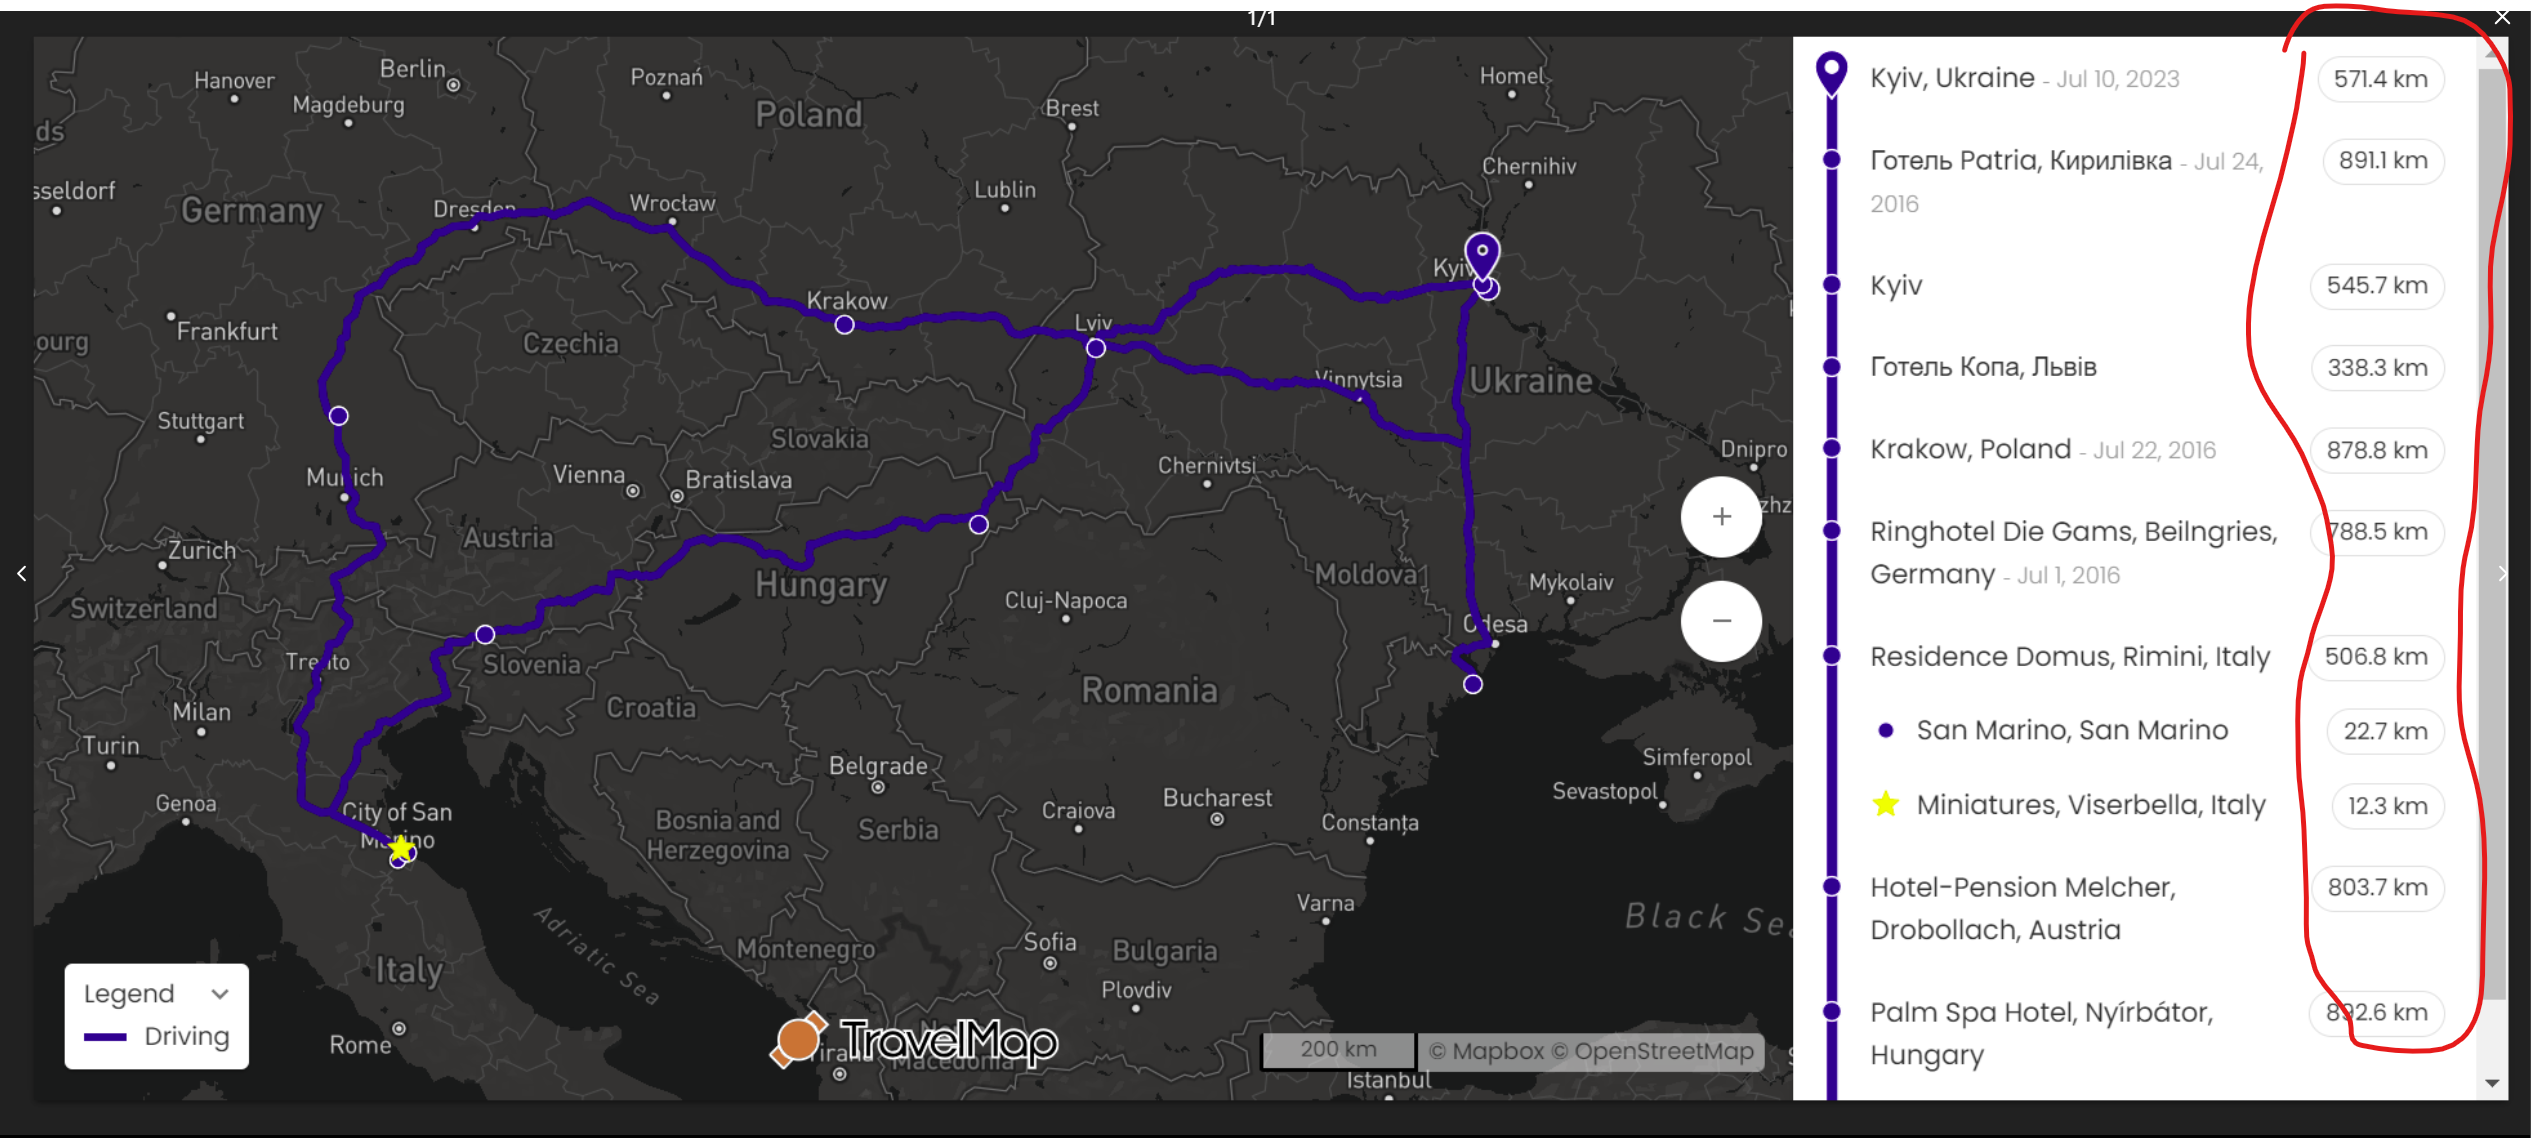 1/1
Hanover
Berlin
Magdeburg
Poznań
Poland
Brest
Homel
ds
Chernihiv
sseldorf
Germany
Dresden
Wrocław
Lublin
Kyiv
Krakow
Lviv
Frankfurt
ourg
Czechia
Vinnytsia
Ukraine
Stuttgart
Slovakia
Dnipro
Munich
Vienna
Bratislava
Chernivtsi
zhz
Austria
Zurich
Hungary
Moldova
Mykolaiv
Switzerland
Cluj-Napoca
Odesa
Trento
Slovenia
Romania
Milan
Croatia
Turin
Belgrade
Simferopol
Sevastopol
Genoa
City of San
Marino
Bosnia and
Herzegovina
Serbia
Craiova
Bucharest
Constanța
Varna
Black Se
Adriatic Sea
Montenegro
Sofia
Bulgaria
Italy
Plovdiv
Rome
Macedonia
Istanbul
Legend
Driving
TravelMap
200 km
© Mapbox © OpenStreetMap
Kyiv, Ukraine - Jul 10, 2023 571.4 km
Готель Patria, Кирилівка - Jul 24, 891.1 km
2016
Kyiv 545.7 km
Готель Копа, Львів 338.3 km
Krakow, Poland - Jul 22, 2016 878.8 km
Ringhotel Die Gams, Beilngries, 788.5 km
Germany - Jul 1, 2016
Residence Domus, Rimini, Italy 506.8 km
San Marino, San Marino 22.7 km
Miniatures, Viserbella, Italy 12.3 km
Hotel-Pension Melcher, 803.7 km
Drobollach, Austria
Palm Spa Hotel, Nyírbátor, 892.6 km
Hungary